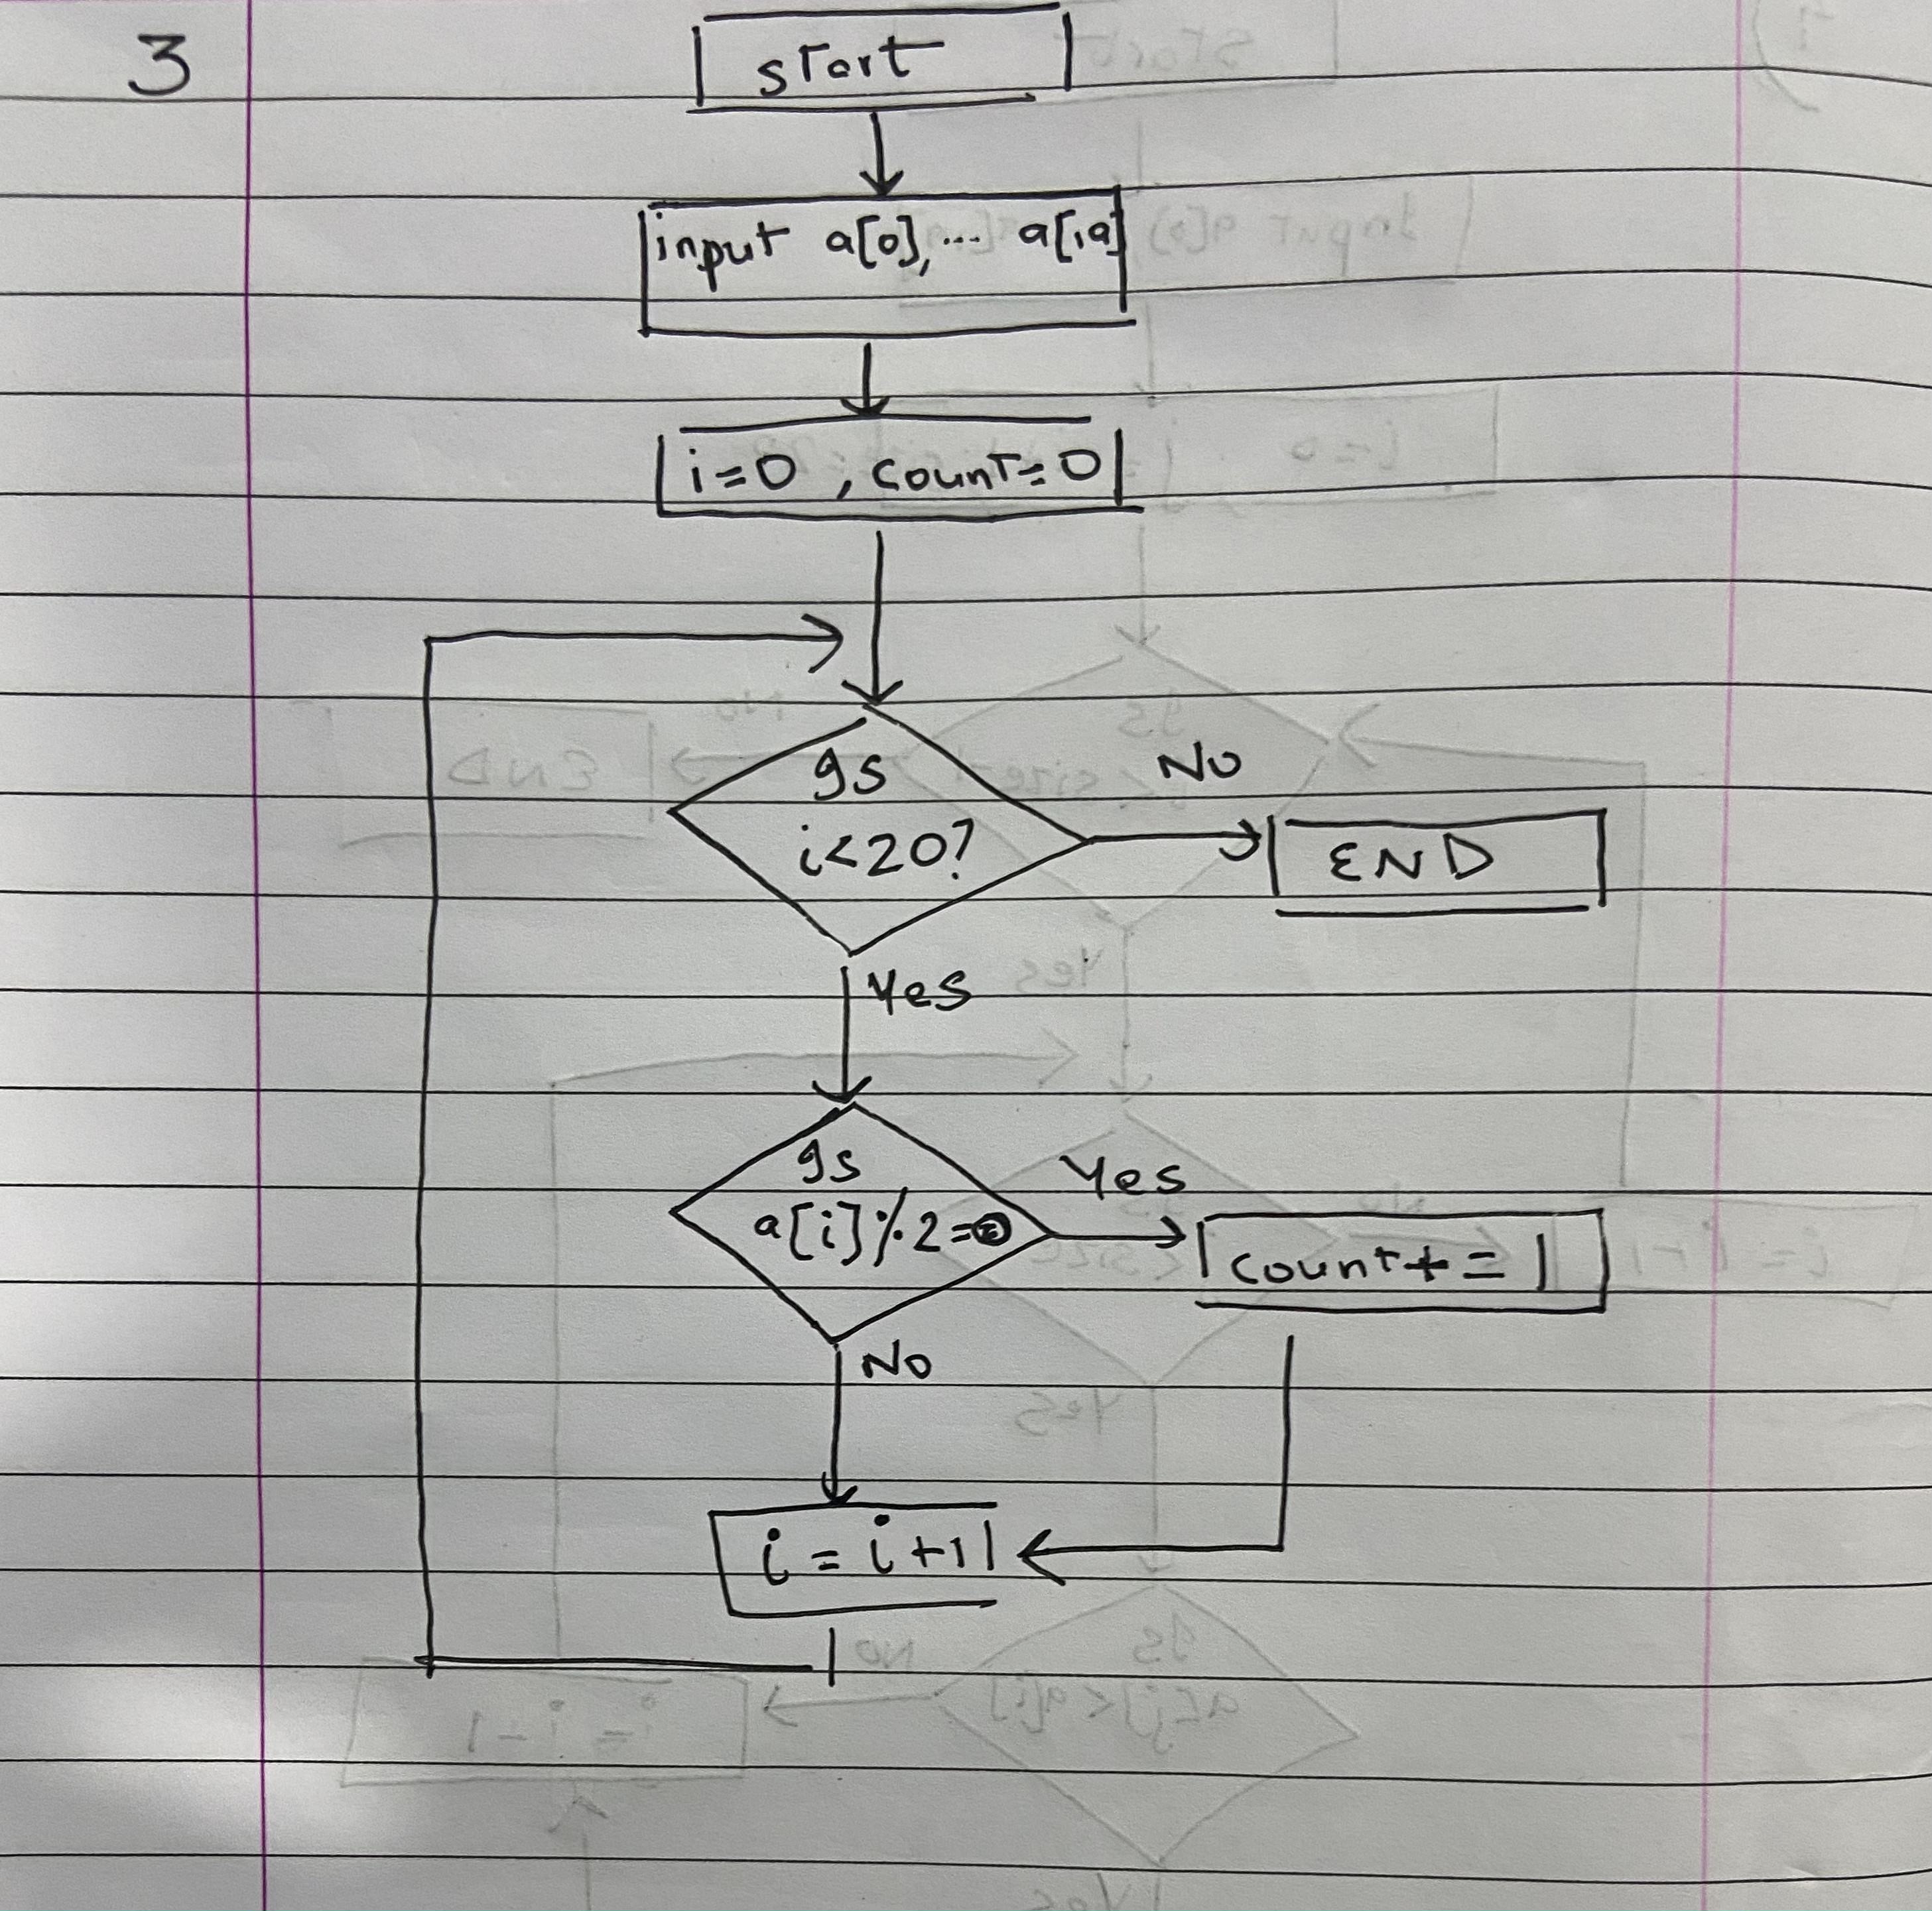 3
start
input a[0], ... a[19]
i=0 , count=0
Is
i<20?
No
END
Yes
Is
a[i]%2=
Yes
count+=1
No
i=i+1